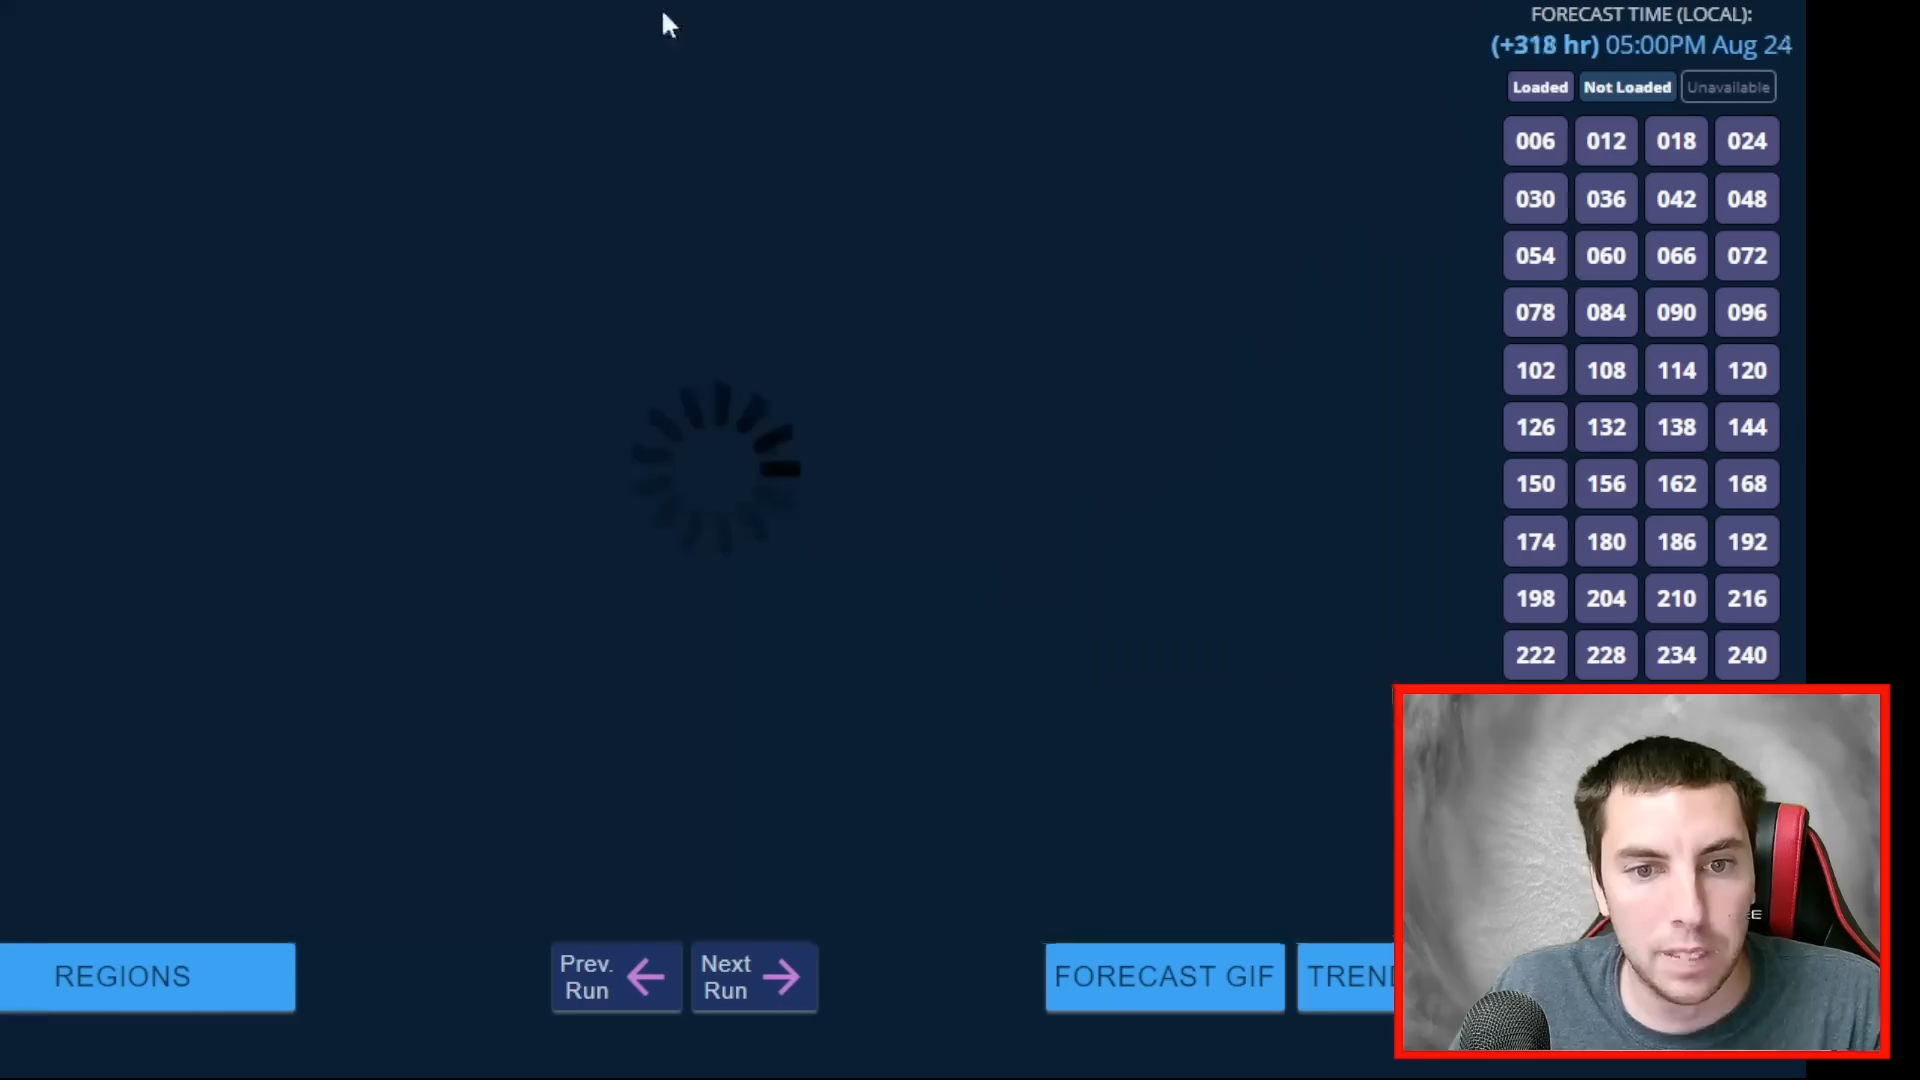 FORECAST TIME (LOCAL):
(+318 hr) 05:00PM Aug 24
Loaded Not Loaded Unavailable
006 012 018 024
030 036 042 048
054 060 066 072
078 084 090 096
102 108 114 120
126 132 138 144
150 156 162 168
174 180 186 192
198 204 210 216
222 228 234 240
REGIONS
Prev.
Run
Next
Run
FORECAST GIF
TREND